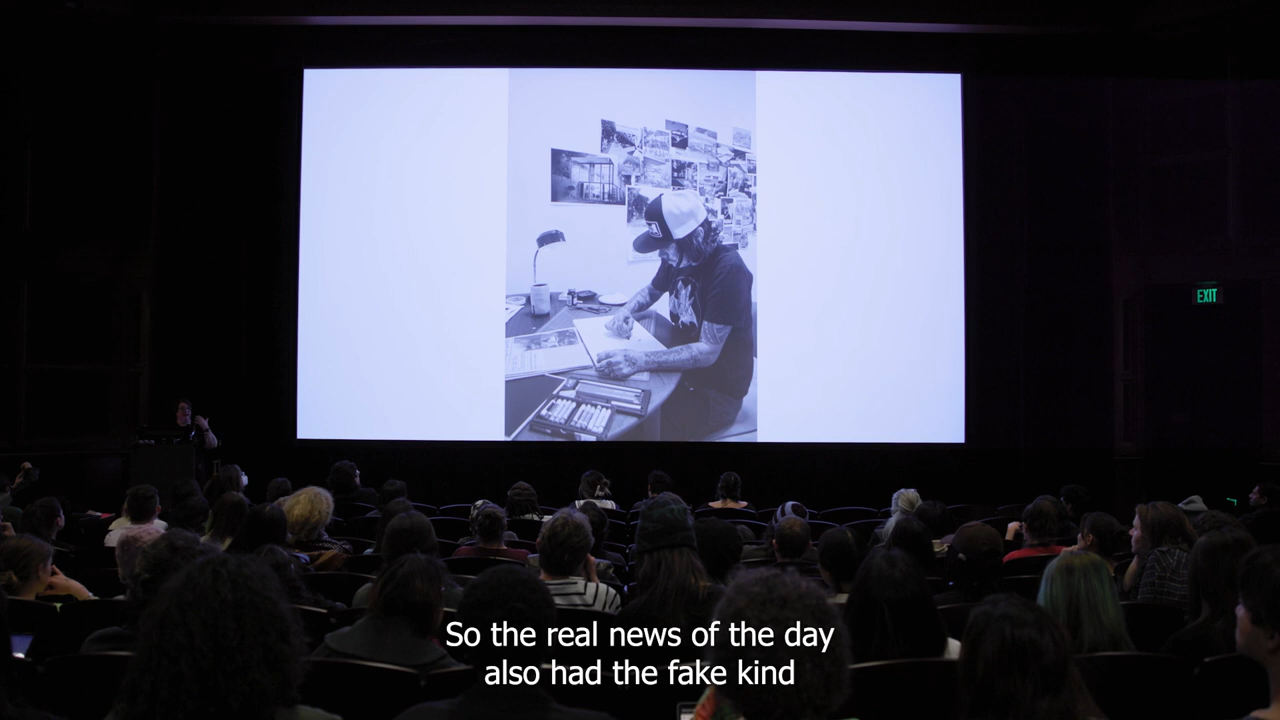 EXIT
So the real news of the day
also had the fake kind